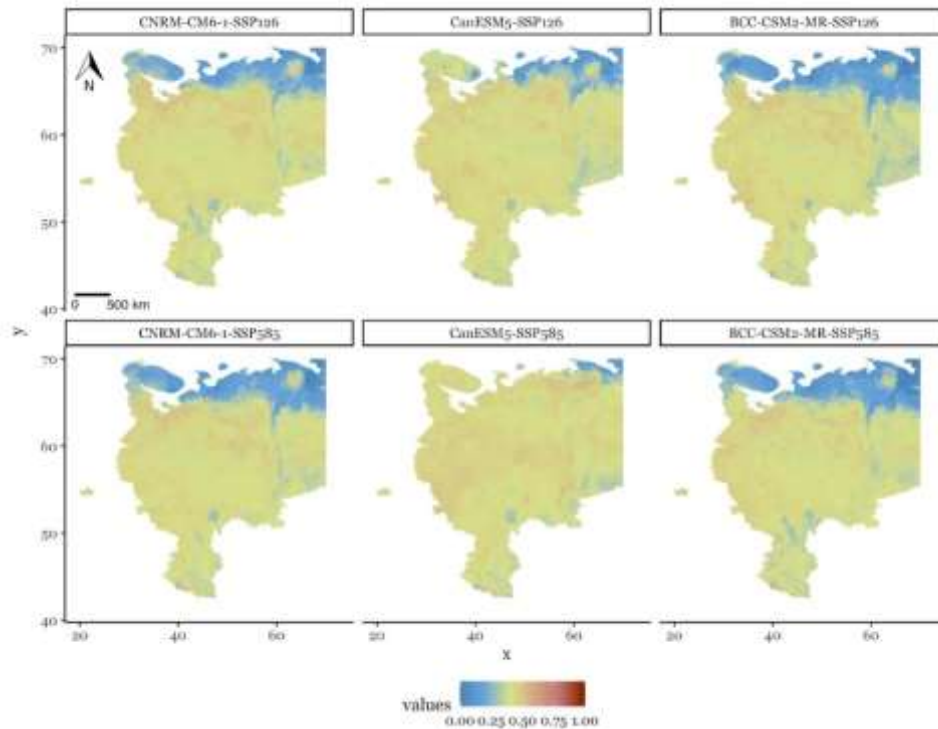 CNRM-CM6-1-SSP126 CanESM5-SSP126 BCC-CSM2-MR-SSP126
70
N
60
50
0 500 km
40
y
CNRM-CM6-1-SSP585 CanESM5-SSP585 BCC-CSM2-MR-SSP585
70
60
50
40
20 40 60 20 40 60 20 40 60
x
values
0.00 0.25 0.50 0.75 1.00